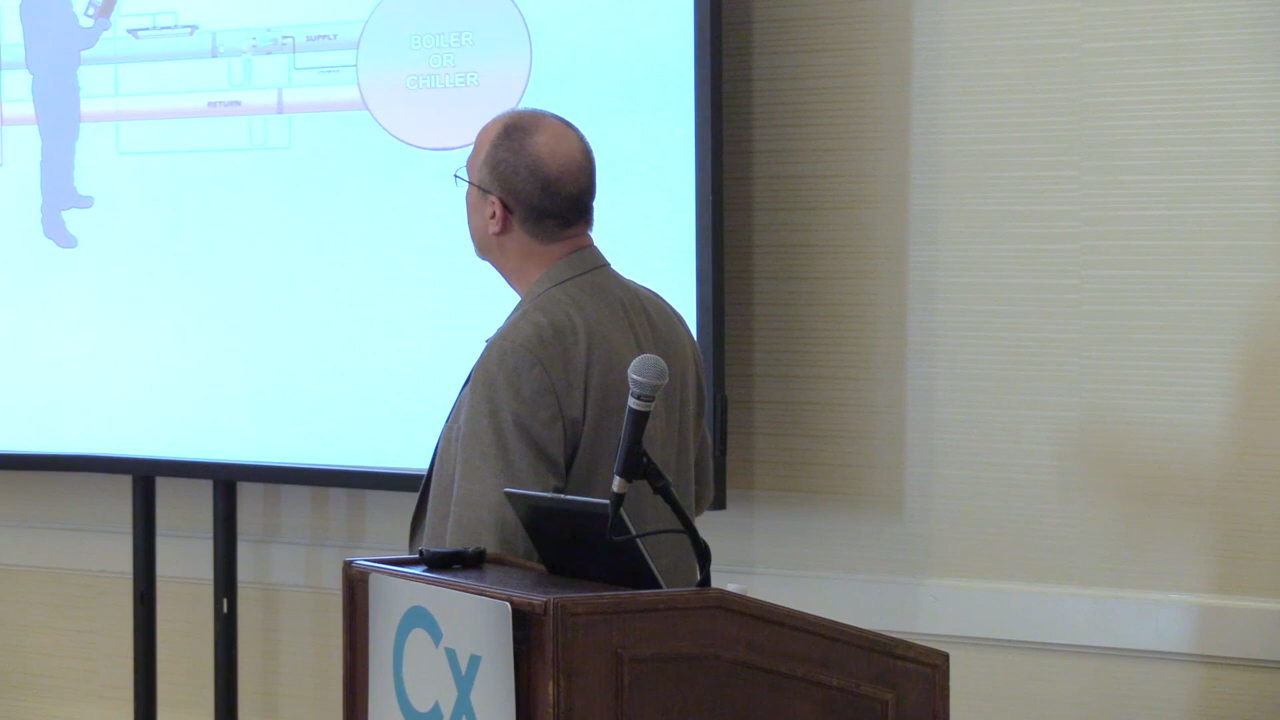 SUPPLY
BOILER
OR
CHILLER
RETURN
Cx